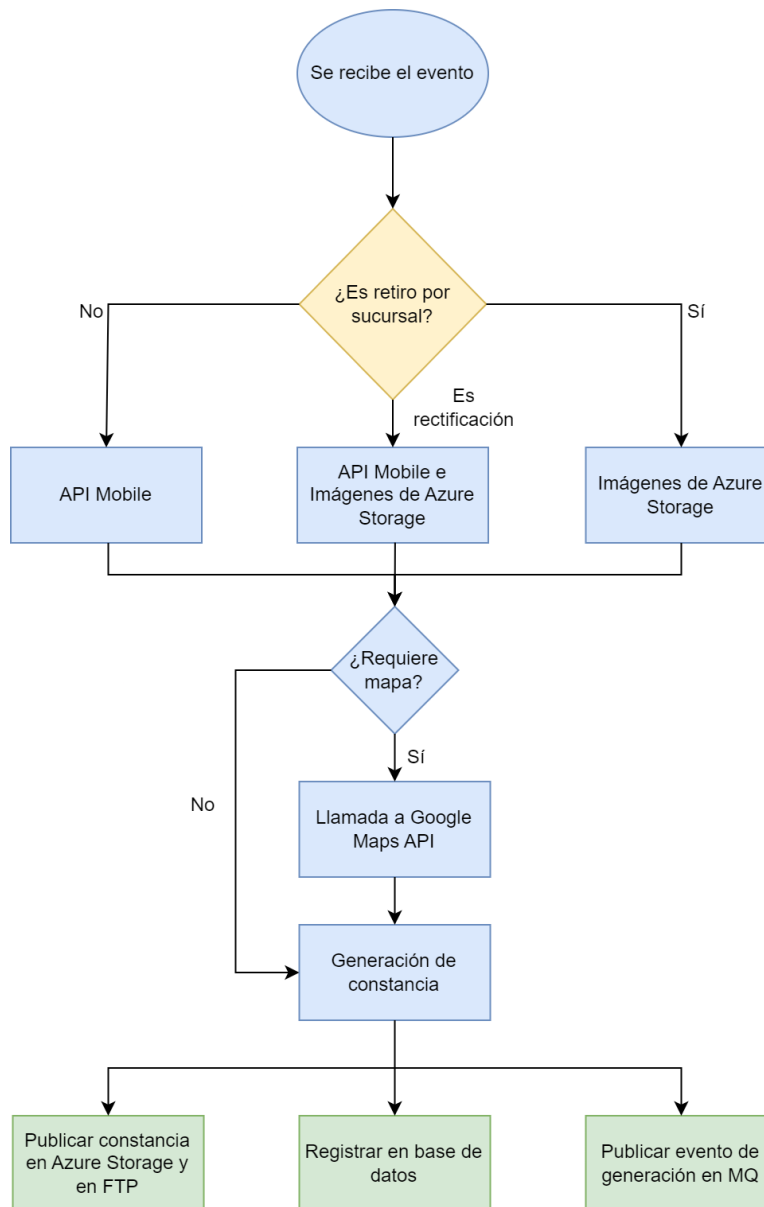 Se recibe el evento
¿Es retiro por
sucursal?
No
Sí
Es
rectificación
API Mobile
API Mobile e
Imágenes de Azure
Storage
Imágenes de Azure
Storage
¿Requiere
mapa?
Sí
No
Llamada a Google
Maps API
Generación de
constancia
Publicar constancia
en Azure Storage y
en FTP
Registrar en base de
datos
Publicar evento de
generación en MQ